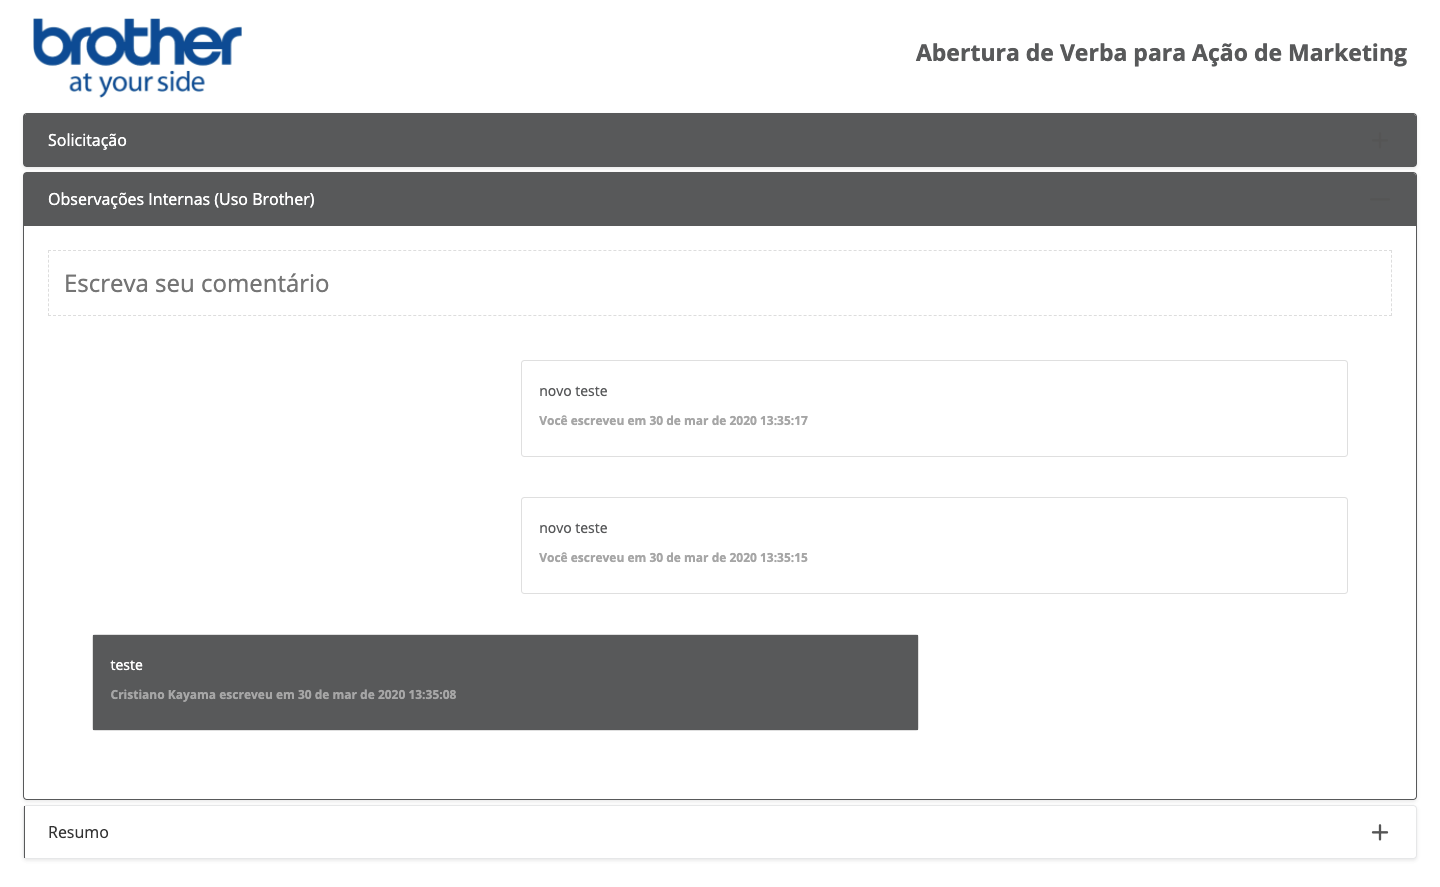 brother
at your side
Abertura de Verba para Ação de Marketing
Solicitação
Observações Internas (Uso Brother)
Escreva seu comentário
novo teste
Você escreveu em 30 de mar de 2020 13:35:17
novo teste
Você escreveu em 30 de mar de 2020 13:35:15
teste
Cristiano Kayama escreveu em 30 de mar de 2020 13:35:08
Resumo